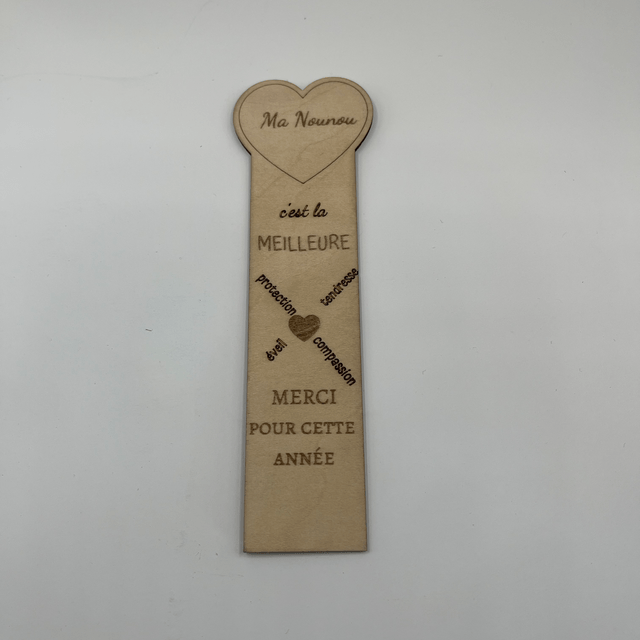 Ma Nounou
c'est la
MEILLEURE
protection
tendresse
éveil
compassion
MERCI
POUR CETTE
ANNÉE